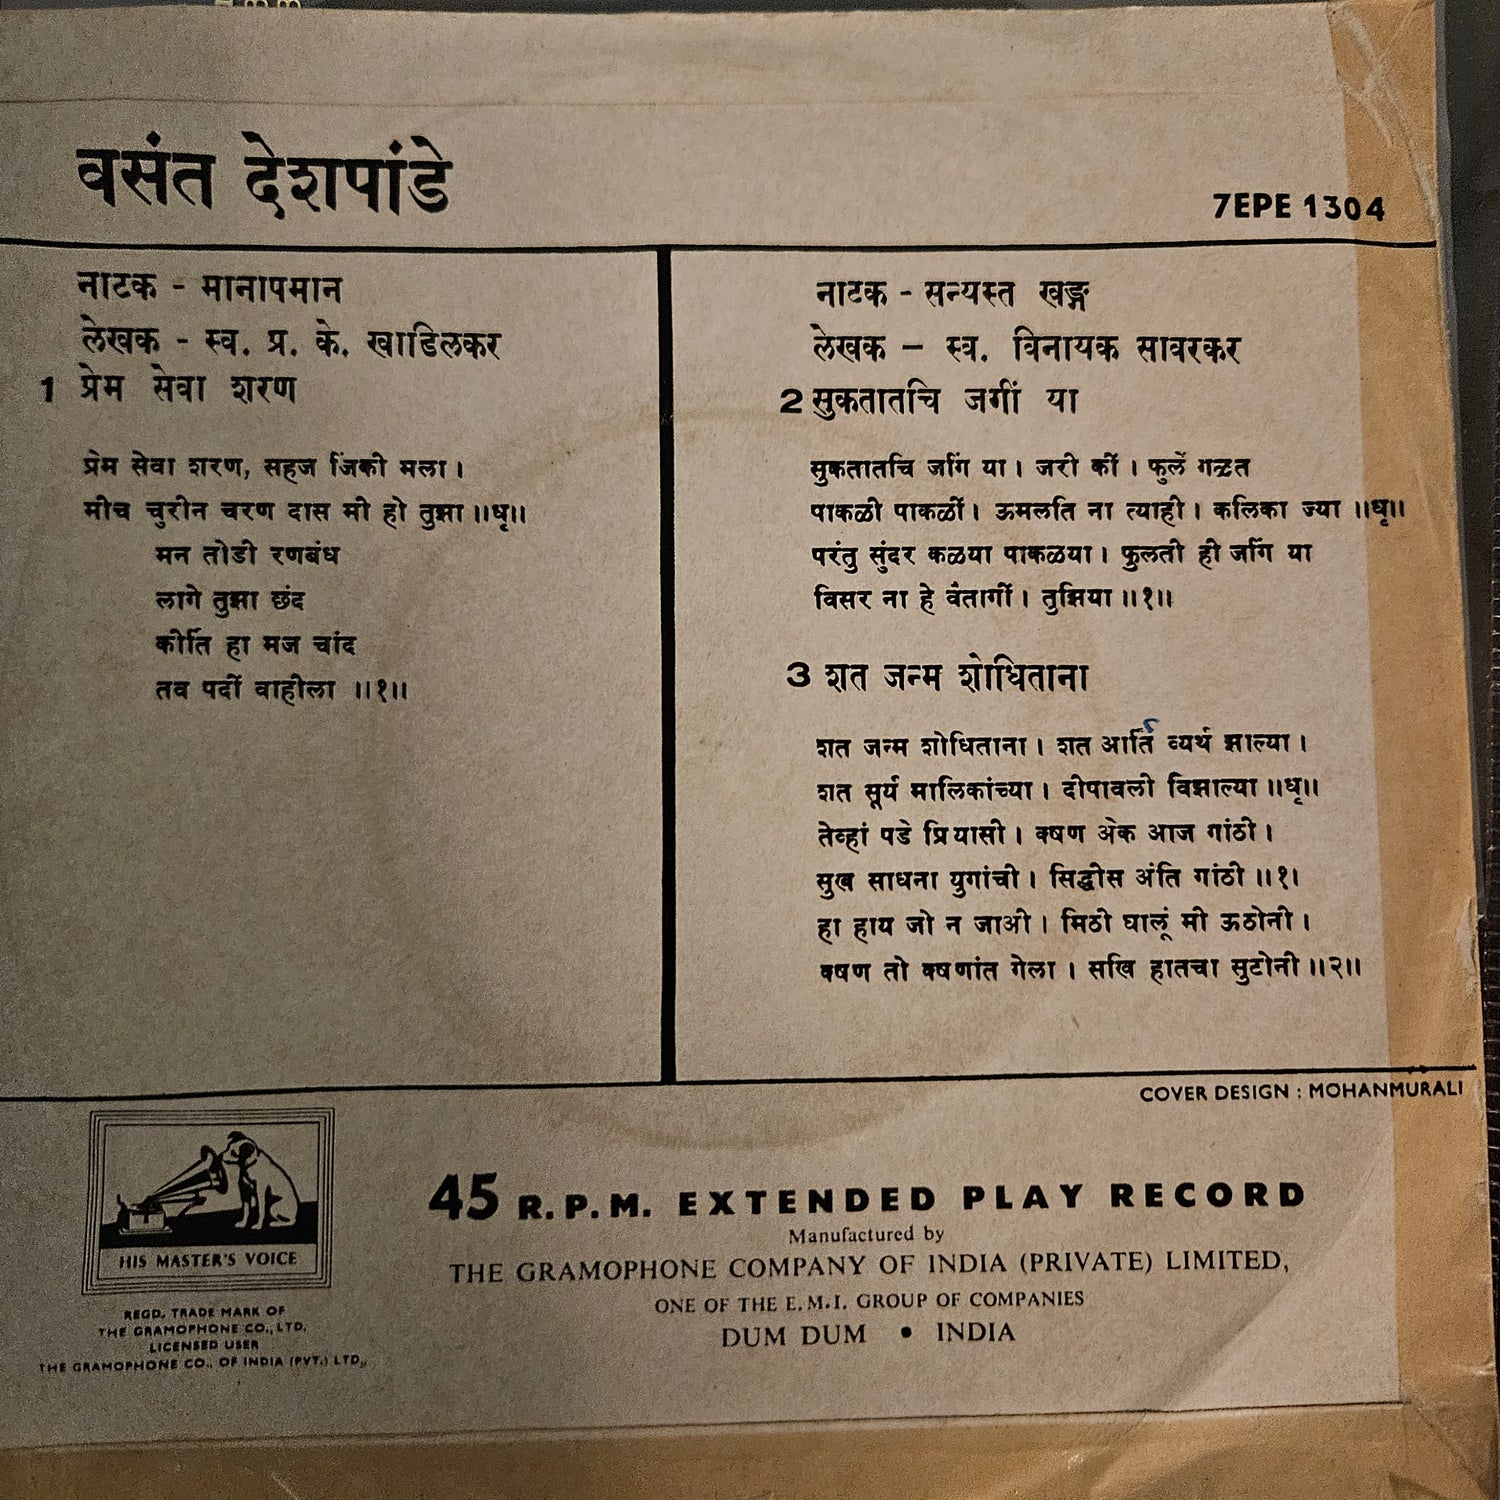 वसंत देशपांडे
7EPE 1304
नाटक - मानापमान
लेखक - स्व. प्र. के. खाडिलकर
1 प्रेम सेवा शरण
प्रेम सेवा शरण, सहज जिंकी मला।
मीच चुरीन चरण दास मी हो तुझा ॥धृ॥
मन तोडी रणबंध
लागे तुझा छंद
कीर्ति हा मज चांद
तव पदीं वाहीला ॥१॥
नाटक - सन्यस्त खङ्ग
लेखक – स्व. विनायक सावरकर
2 सुकतातचि जगीं या
सुकतातचि जगिं या। जरी कीं। फुलें गळत
पाकळी पाकळीं। ऊमलति ना त्याही। कलिका ज्या ॥धृ॥
परंतु सुंदर कळया पाकळया। फुलती ही जगिं या
विसर ना हे वैतागीं। तुझिया ॥१॥
3 शत जन्म शोधिताना
शत जन्म शोधिताना। शत आर्ति व्यर्थ झाल्या।
शत सूर्य मालिकांच्या। दीपावली विझाल्या ॥धृ॥
तेव्हां पडे प्रियासी। क्षण अेक आज गांठी।
सुख साधना युगांची। सिद्धीस अंति गांठी ॥१।
हा हाय जो न जाओ। मिठी घालूं मी ऊठोनी।
क्षण तो क्षणांत गेला। सखि हातचा सुटोनी ॥२॥
COVER DESIGN : MOHANMURALI
HIS MASTER'S VOICE
REGD. TRADE MARK OF
THE GRAMOPHONE CO., LTD.
LICENSED USER
THE GRAMOPHONE CO., OF INDIA (PVT.) LTD.,
45 R.P.M. EXTENDED PLAY RECORD
Manufactured by
THE GRAMOPHONE COMPANY OF INDIA (PRIVATE) LIMITED,
ONE OF THE E.M.I. GROUP OF COMPANIES
DUM DUM • INDIA